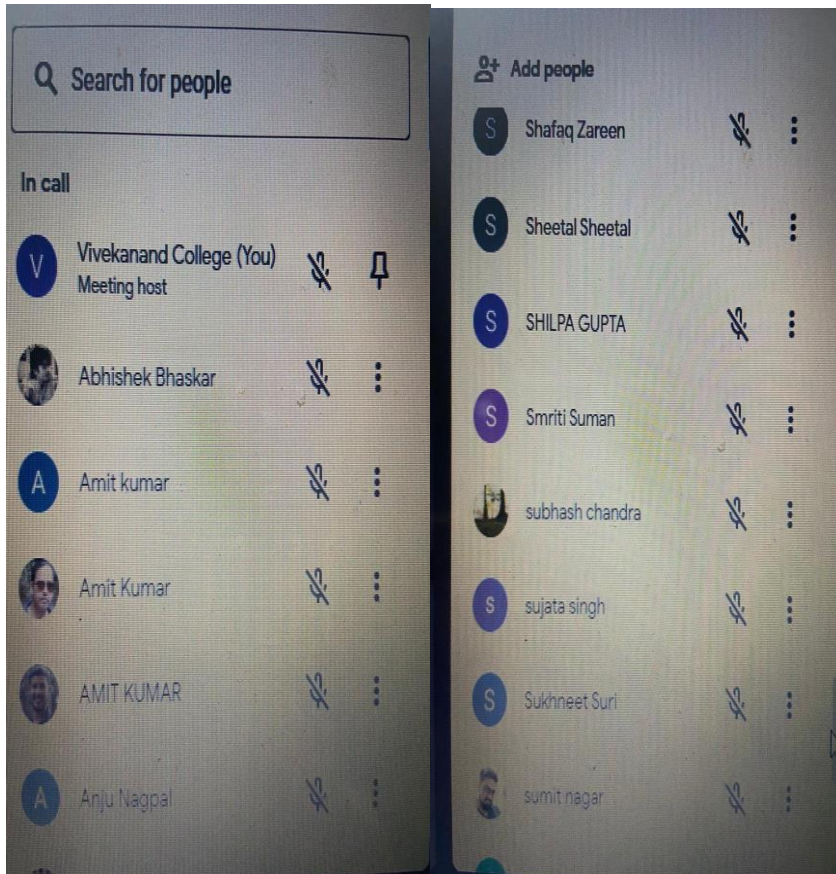 Search for people
In call
V
Vivekanand College (You)
Meeting host
Abhishek Bhaskar
A
Amit kumar
Amit Kumar
AMIT KUMAR
A
Anju Nagpal
Add people
S
Shafaq Zareen
S
Sheetal Sheetal
S
SHILPA GUPTA
S
Smriti Suman
subhash chandra
s
sujata singh
S
Sukhneet Suri
sumit nagar